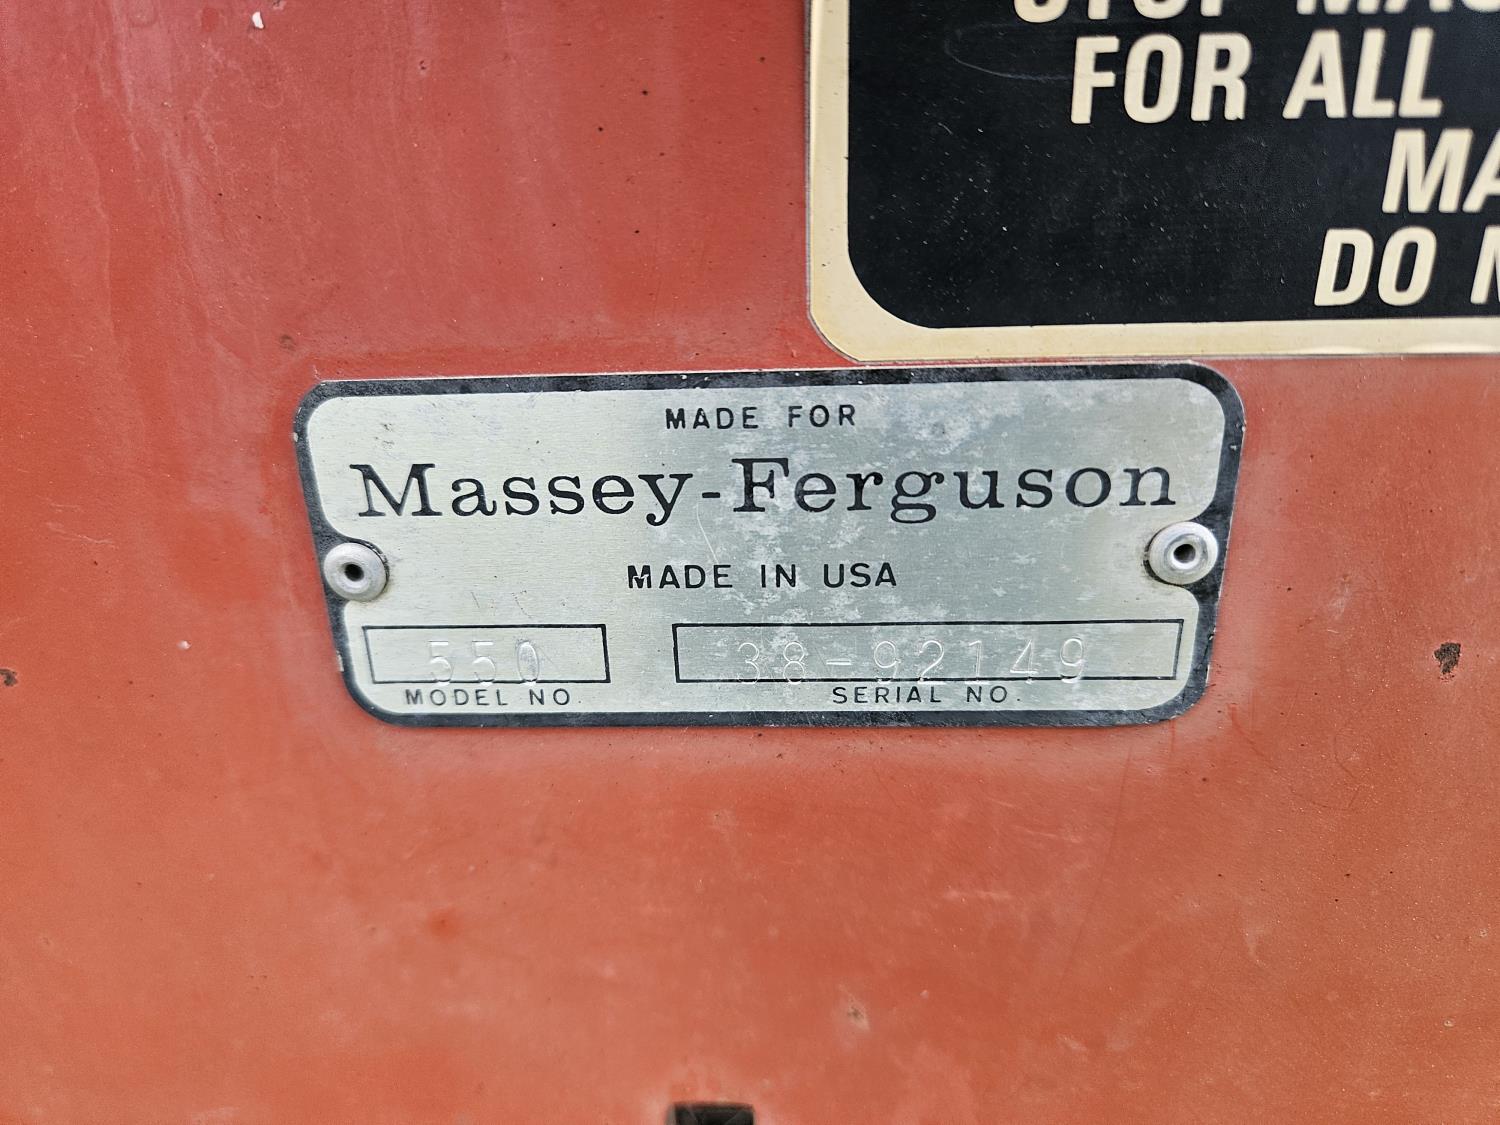 FOR ALL
DO
MADE FOR
Massey-Ferguson
MADE IN USA
550 38-92149
MODEL NO. SERIAL NO.